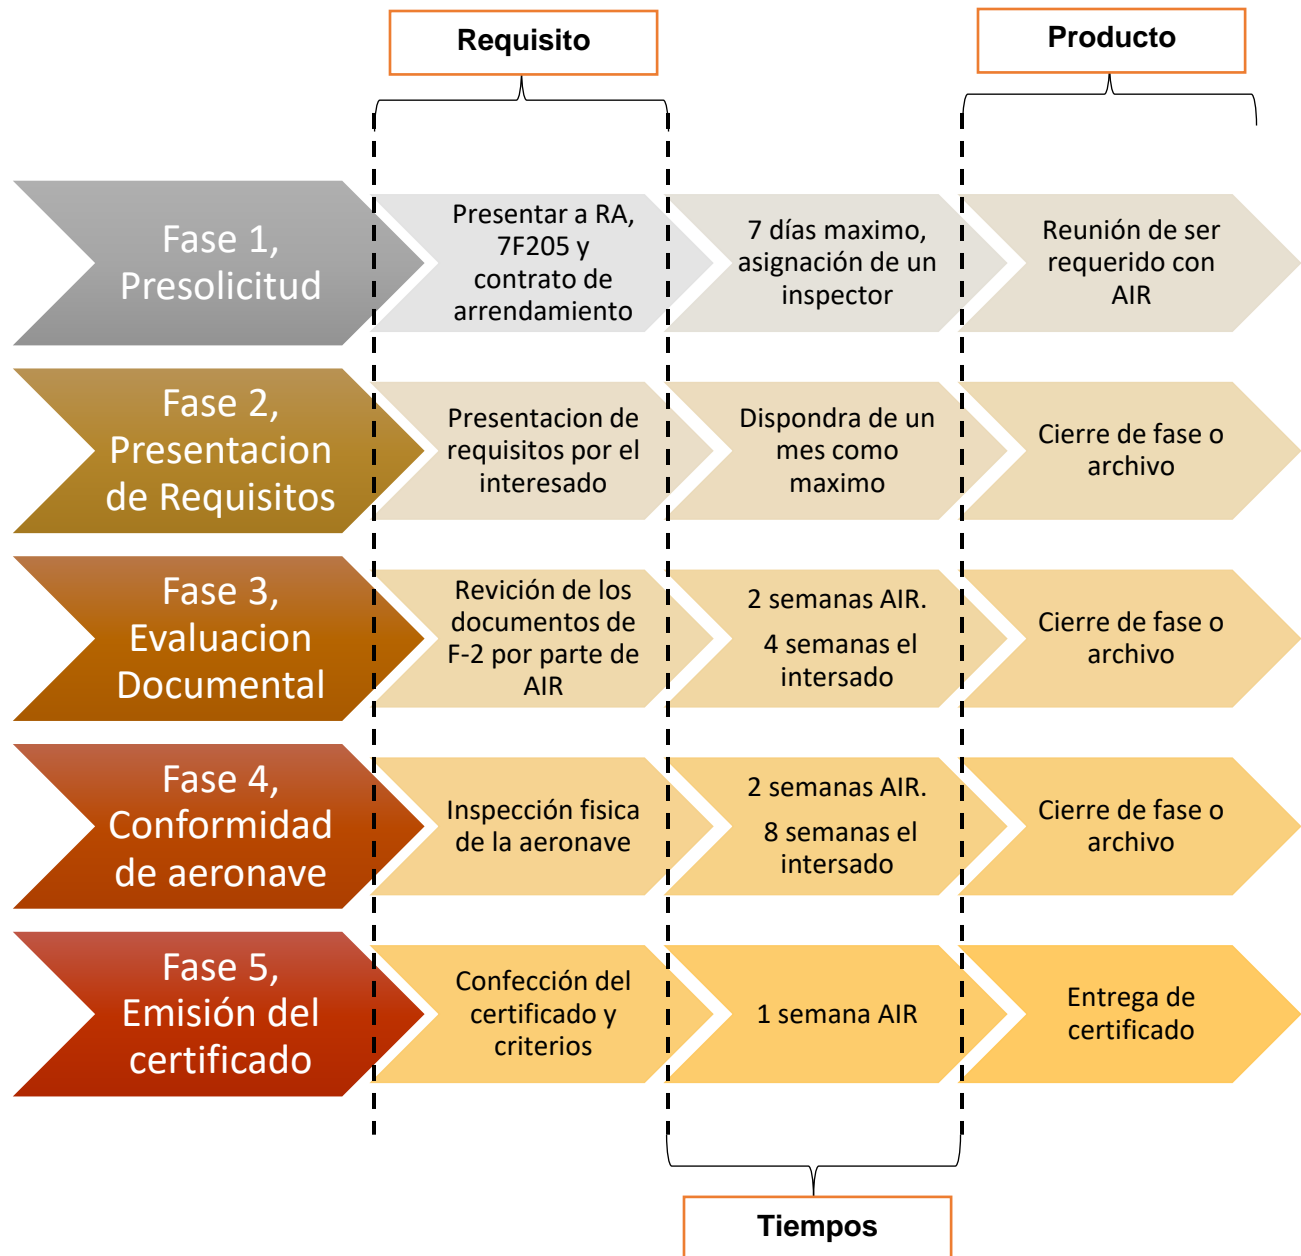 Requisito
Producto
Fase 1,
Presolicitud
Presentar a RA,
7F205 y
contrato de
arrendamiento
7 días maximo,
asignación de un
inspector
Reunión de ser
requerido con
AIR
Fase 2,
Presentacion
de Requisitos
Presentacion de
requisitos por el
interesado
Dispondra de un
mes como
maximo
Cierre de fase o
archivo
Fase 3,
Evaluacion
Documental
Revición de los
documentos de
F-2 por parte de
AIR
2 semanas AIR.
4 semanas el
intersado
Cierre de fase o
archivo
Fase 4,
Conformidad
de aeronave
Inspección fisica
de la aeronave
2 semanas AIR.
8 semanas el
intersado
Cierre de fase o
archivo
Fase 5,
Emisión del
certificado
Confección del
certificado y
criterios
1 semana AIR
Entrega de
certificado
Tiempos